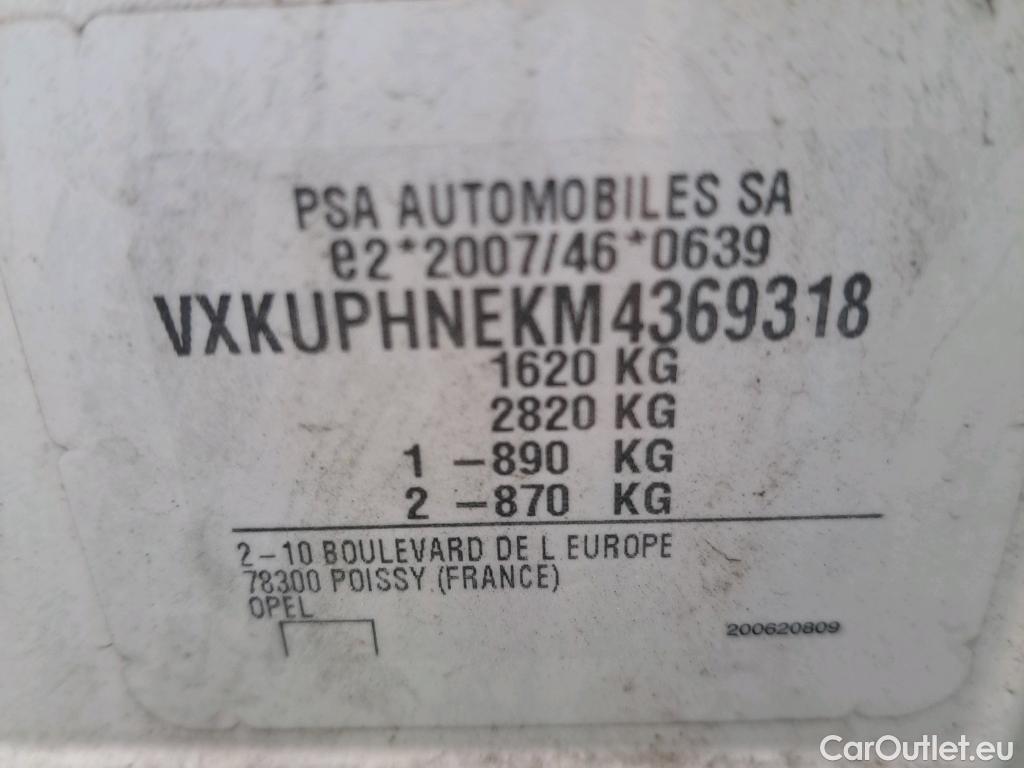 PSA AUTOMOBILES SA
e2*2007/46*0639
VXKUPHNEKM4369318
1620 KG
2820 KG
1 -890 KG
2 -870 KG
2-10 BOULEVARD DE L EUROPE
78300 POISSY (FRANCE)
OPEL
200620809
CarOutlet.eu